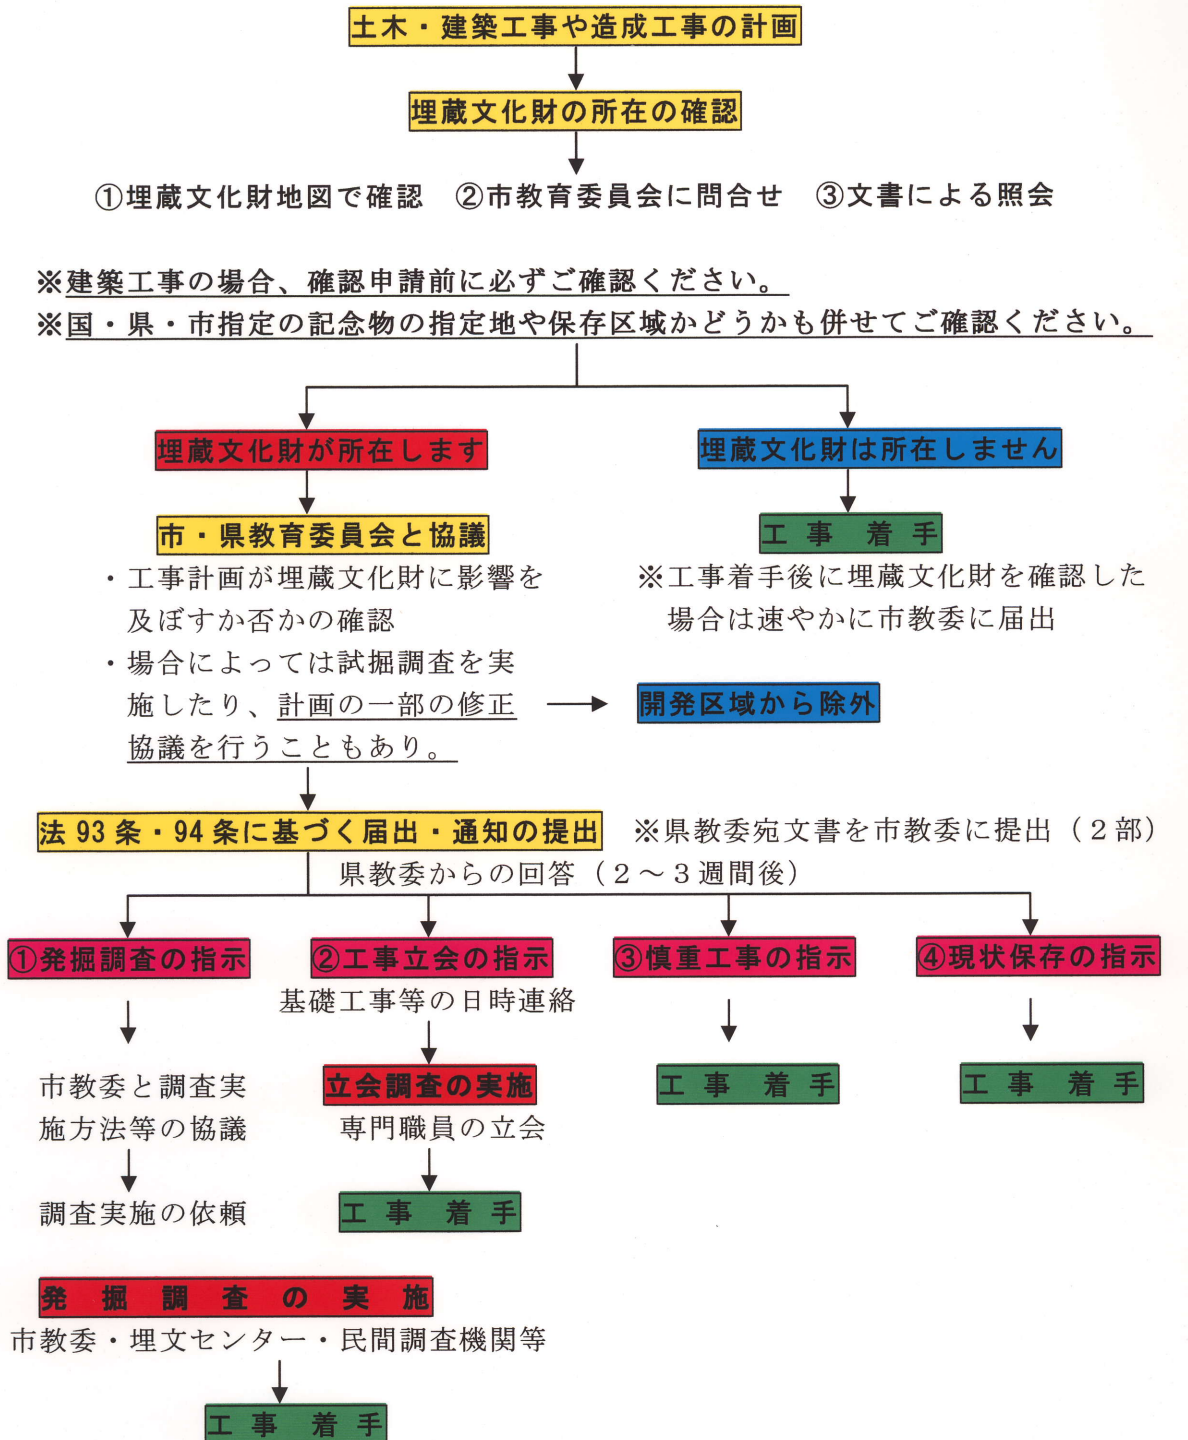 土木・建築工事や造成工事の計画
埋蔵文化財の所在の確認
①埋蔵文化財地図で確認　②市教育委員会に問合せ　③文書による照会
※建築工事の場合、確認申請前に必ずご確認ください。
※国・県・市指定の記念物の指定地や保存区域かどうかも併せてご確認ください。
埋蔵文化財が所在します
埋蔵文化財は所在しません
市・県教育委員会と協議
・工事計画が埋蔵文化財に影響を
及ぼすか否かの確認
・場合によっては試掘調査を実
施したり、計画の一部の修正
協議を行うこともあり。
工事　着手
※工事着手後に埋蔵文化財を確認した
場合は速やかに市教委に届出
開発区域から除外
法93条・94条に基づく届出・通知の提出
※県教委宛文書を市教委に提出（２部）
県教委からの回答（２～３週間後）
①発掘調査の指示
②工事立会の指示
③慎重工事の指示
④現状保存の指示
基礎工事等の日時連絡
市教委と調査実
施方法等の協議
調査実施の依頼
立会調査の実施
専門職員の立会
工事　着手
工事　着手
工事　着手
発掘調査の実施
市教委・埋文センター・民間調査機関等
工事　着手